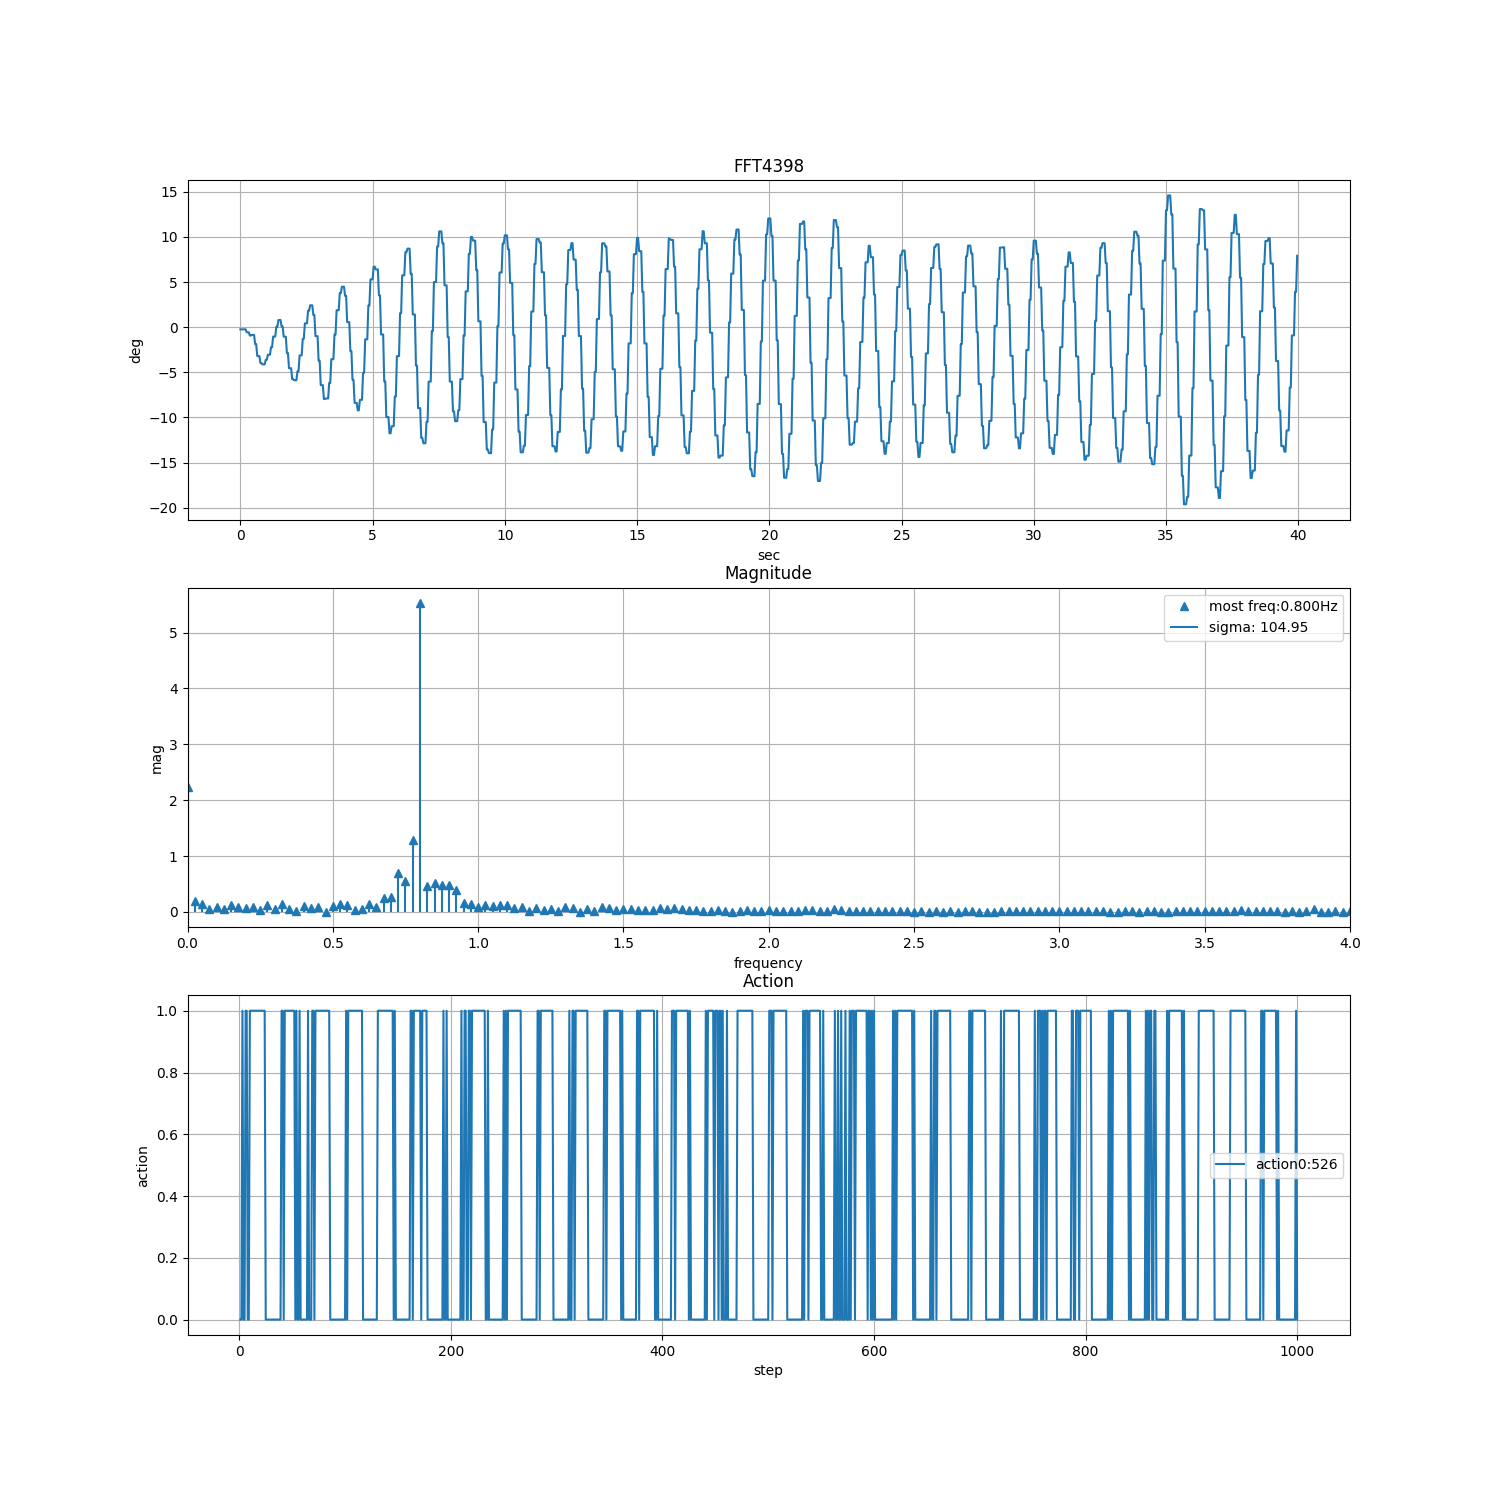 FFT4398
15
10
5
0
−5
−10
−15
−20
deg
0 5 10 15 20 25 30 35 40
sec
Magnitude
most freq:0.800Hz
sigma: 104.95
5
4
3
2
1
0
mag
0.0 0.5 1.0 1.5 2.0 2.5 3.0 3.5 4.0
frequency
Action
1.0
0.8
0.6
0.4
0.2
0.0
action
action0:526
0 200 400 600 800 1000
step